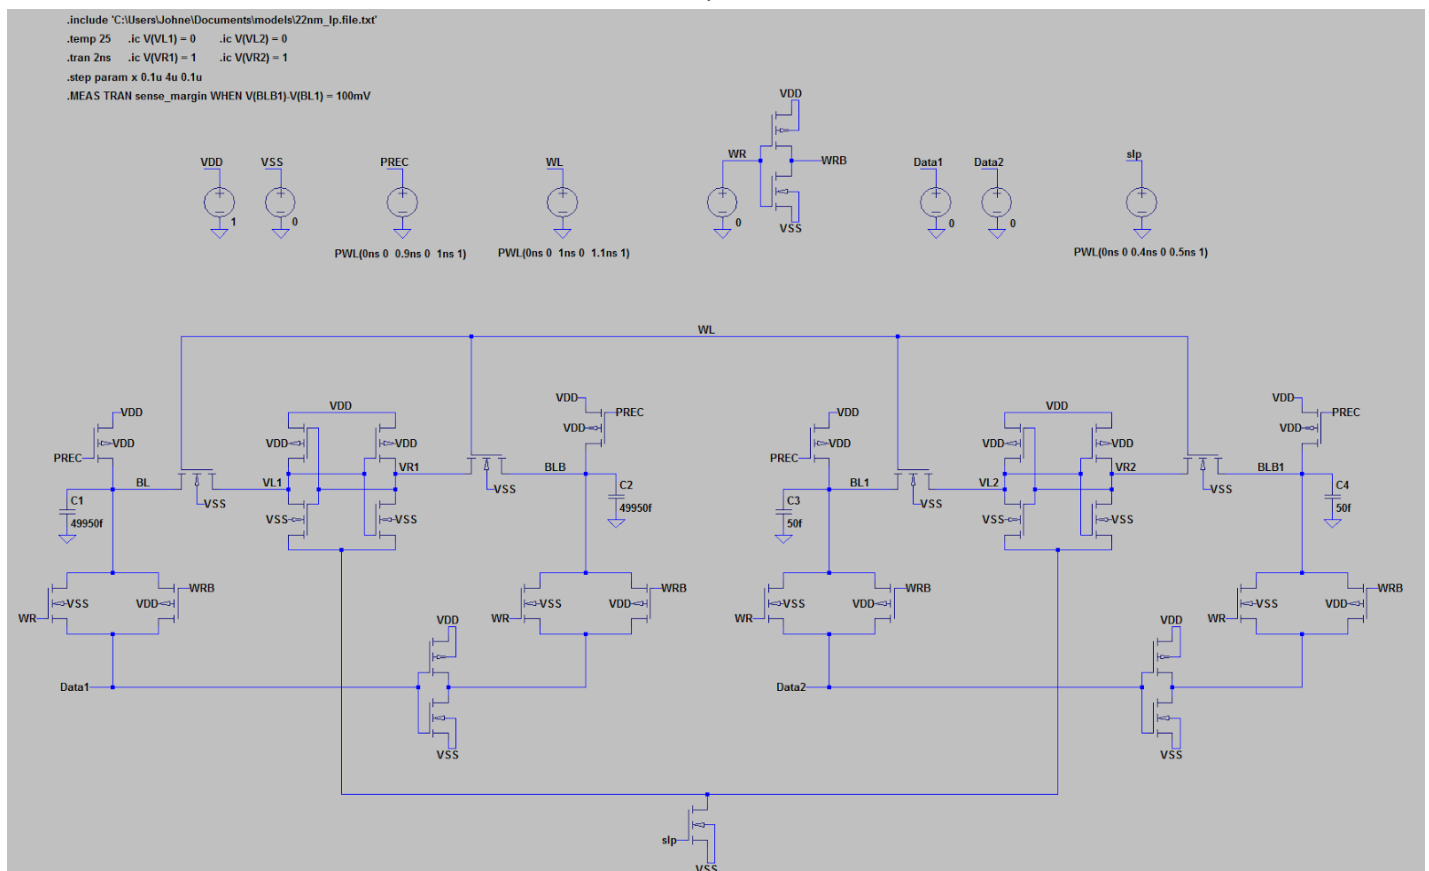 .include 'C:\Users\Johne\Documents\models\22nm_lp.file.txt'
.temp 25 .ic V(VL1) = 0 .ic V(VL2) = 0
.tran 2ns .ic V(VR1) = 1 .ic V(VR2) = 1
.step param x 0.1u 4u 0.1u
.MEAS TRAN sense_margin WHEN V(BLB1)-V(BL1) = 100mV
VDD
VDD VSS PREC WL WR WRB Data1 Data2 slp
1 0 0 0 0
VSS
PWL(0ns 0 0.9ns 0 1ns 1) PWL(0ns 0 1ns 0 1.1ns 1) PWL(0ns 0 0.4ns 0 0.5ns 1)
WL
VDD VDD
VDD VDD PREC VDD VDD PREC
VDD VDD
VDD VDD VDD VDD VDD VDD VDD VDD
PREC VR1 BLB PREC VR2 BLB1
BL VL1 VSS C2 BL1 VL2 VSS C4
C1 VSS 49950f C3 VSS 50f
49950f VSS VSS 50f VSS VSS
WRB WRB WRB WRB
VSS VDD VSS VDD VSS VDD VSS VDD
WR WR WR WR
VDD VDD
Data1 Data2
VSS VSS
slp
VSS